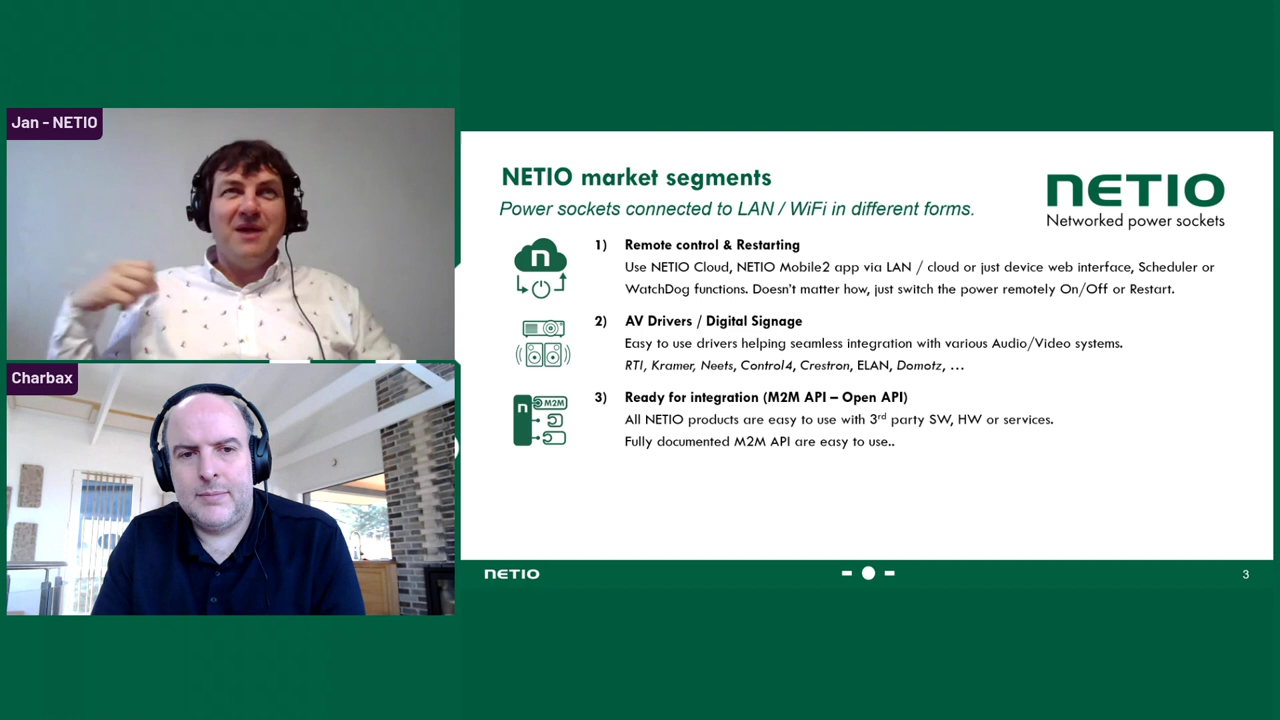 Jan - NETIO
Charbax
NETIO market segments
Power sockets connected to LAN / WiFi in different forms.
NETIO
Networked power sockets
n
1) Remote control & Restarting
Use NETIO Cloud, NETIO Mobile2 app via LAN / cloud or just device web interface, Scheduler or
WatchDog functions. Doesn't matter how, just switch the power remotely On/Off or Restart.
2) AV Drivers / Digital Signage
Easy to use drivers helping seamless integration with various Audio/Video systems.
RTI, Kramer, Neets, Control4, Crestron, ELAN, Domotz, …
n M2M
3) Ready for integration (M2M API – Open API)
All NETIO products are easy to use with 3rd party SW, HW or services.
Fully documented M2M API are easy to use..
NETIO
3